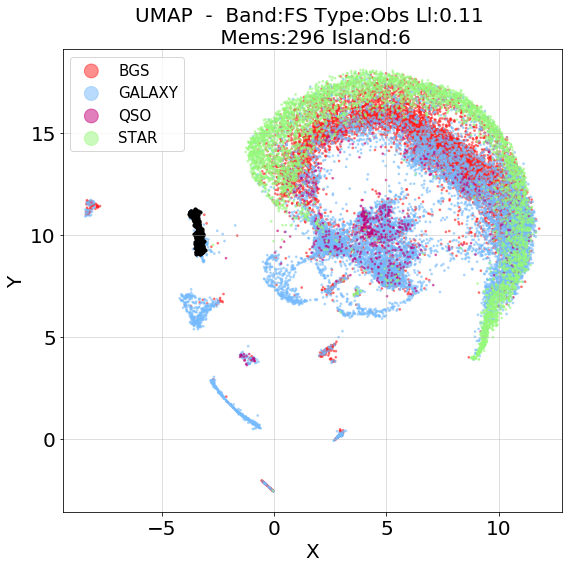 UMAP  -  Band:FS Type:Obs Ll:0.11
Mems:296 Island:6
BGS
GALAXY
QSO
STAR
15
10
5
0
Y
−5
0
5
10
X